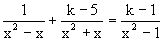 1/(x² − x) + (k − 5)/(x² + x) = (k − 1)/(x² − 1)